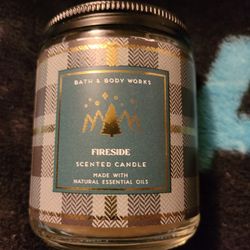 BATH & BODY WORKS
FIRESIDE
SCENTED CANDLE
MADE WITH
NATURAL ESSENTIAL OILS